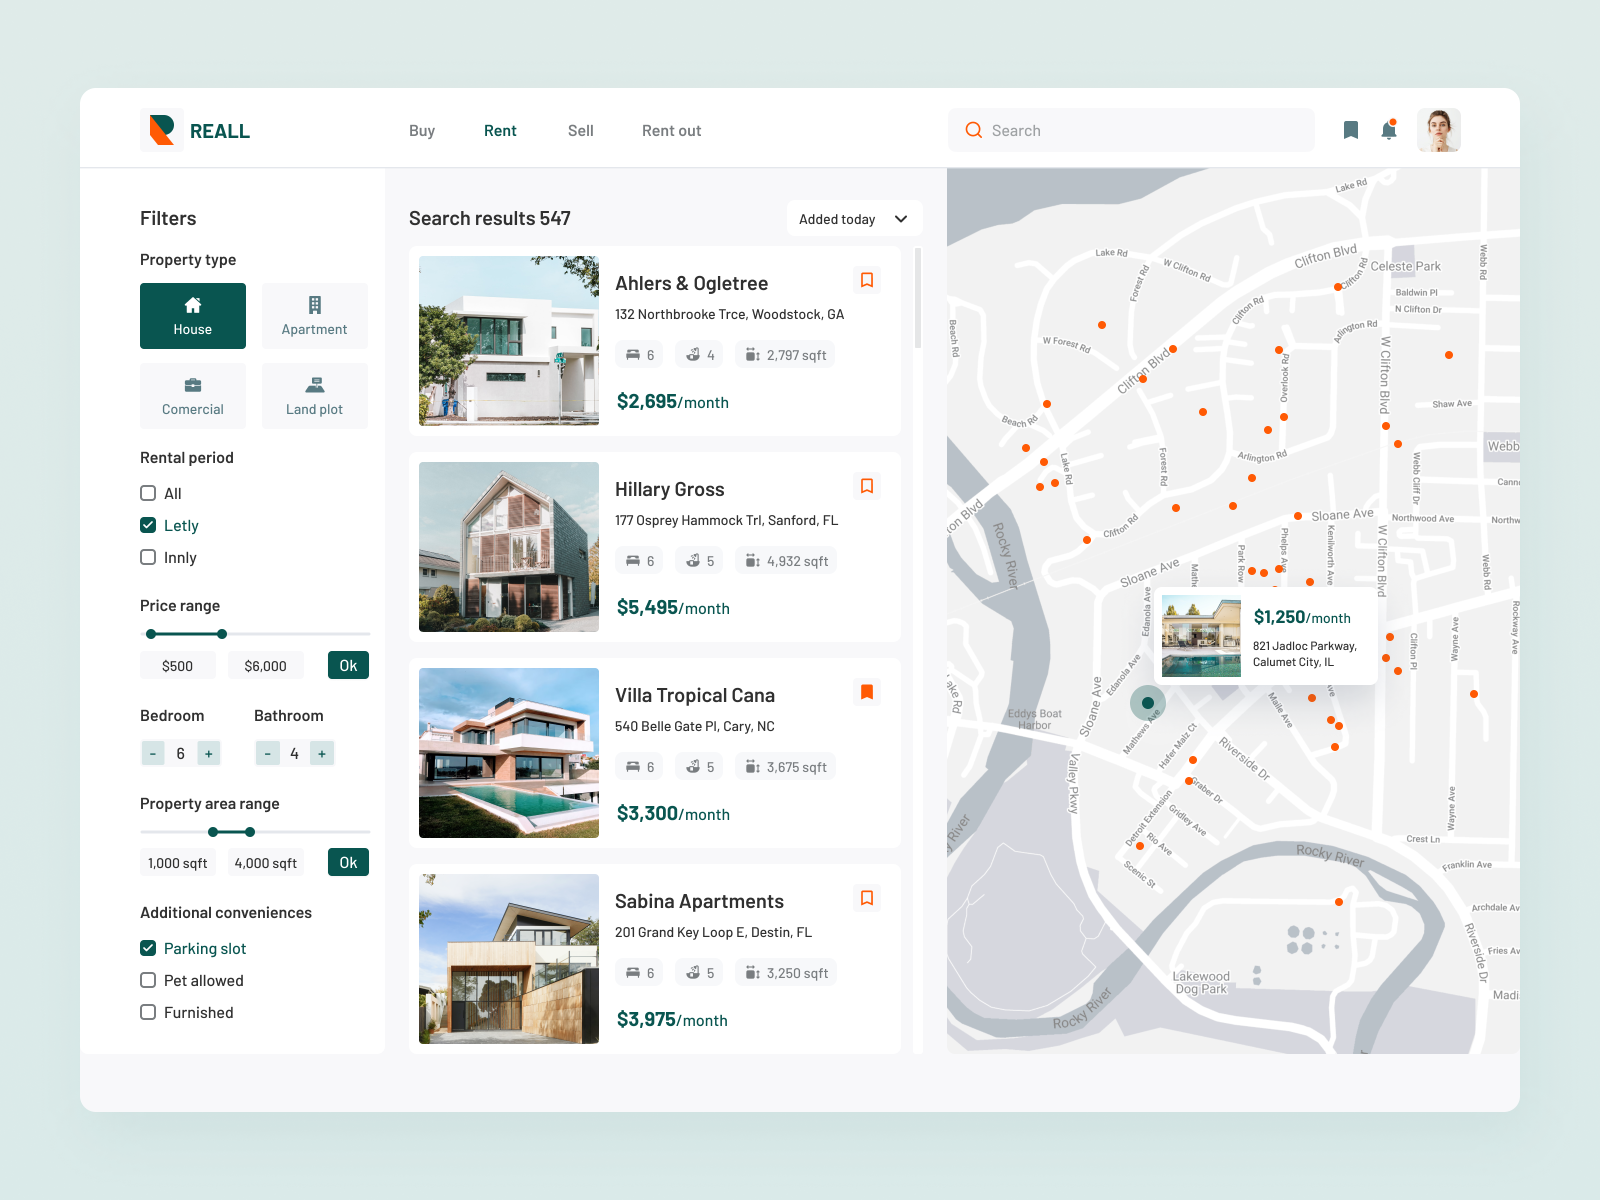 REALL
Buy
Rent
Sell
Rent out
Search
Filters
Property type
House
Apartment
Comercial
Land plot
Rental period
All
Letly
Innly
Price range
$500
$6,000
Ok
Bedroom
Bathroom
- 6 +
- 4 +
Property area range
1,000 sqft
4,000 sqft
Ok
Additional conveniences
Parking slot
Pet allowed
Furnished
Search results 547
Added today
Ahlers & Ogletree
132 Northbrooke Trce, Woodstock, GA
6
4
2,797 sqft
$2,695/month
Hillary Gross
177 Osprey Hammock Trl, Sanford, FL
6
5
4,932 sqft
$5,495/month
Villa Tropical Cana
540 Belle Gate Pl, Cary, NC
6
5
3,675 sqft
$3,300/month
Sabina Apartments
201 Grand Key Loop E, Destin, FL
6
5
3,250 sqft
$3,975/month
Lake Rd
Lake Rd
W Clifton Rd
Forest Rd
Clifton Blvd
Clifton Rd
Celeste Park
Webb Rd
Baldwin Pl
N Clifton Dr
Clifton Rd
Arlington Rd
Beach Rd
W Forest Rd
Clifton Blvd
W Clifton Blvd
Overlook Rd
Shaw Ave
Beach Rd
Webb
Lake Rd
Forest Rd
Arlington Rd
Webb Cliff Dr
Cann
ton Blvd
Clifton Rd
Sloane Ave
Northwood Ave
Northw
Rocky River
Sloane Ave
Math
Park Row
Phelps Ave
Kenilworth Ave
W Clifton Blvd
Webb Rd
Edanola Ave
$1,250/month
821 Jadloc Parkway,
Calumet City, IL
Clifton Pl
Wayne Ave
Rockway Ave
Edanola Ave
Lake Rd
Sloane Ave
ve
Eddys Boat
Harbor
Mathews Ave
Maile Ave
Hafer Malz Ct
Riverside Dr
Valley Pkwy
Graber Dr
Detroit Extension
Gridley Ave
Wayne Ave
y River
Rio Ave
Scenic St
Crest Ln
Rocky River
Franklin Ave
Archdale Av
Riverside Dr
Fries Av
Lakewood
Dog Park
Madi
Rocky River